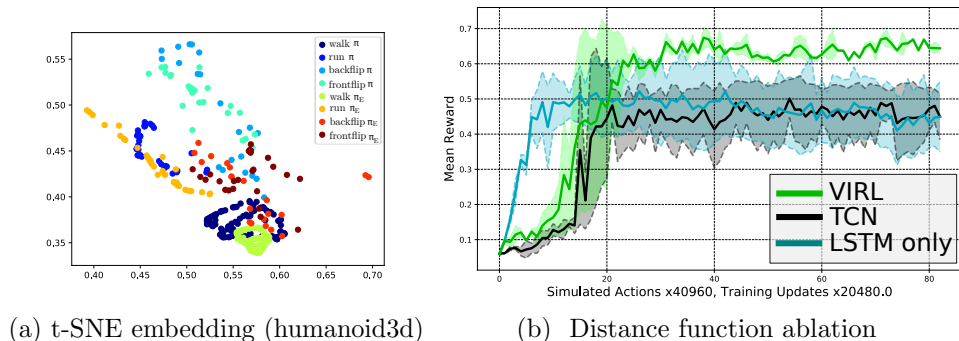 0,55
0,50
0,45
0,40
0,35
0,40 0,45 0,50 0,55 0,60 0,65 0,70
walk π
run π
backflip π
frontflip π
walk π_E
run π_E
backflip π_E
frontflip π_E
(a) t-SNE embedding (humanoid3d)
Mean Reward
0.7
0.6
0.5
0.4
0.3
0.2
0.1
0 20 40 60 80
VIRL
TCN
LSTM only
Simulated Actions x40960, Training Updates x20480.0
(b) Distance function ablation